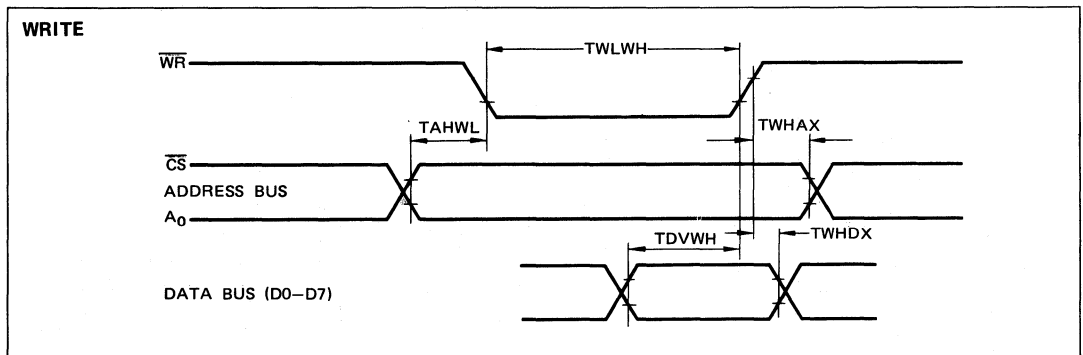 WRITE
TWLWH
WR
TAHWL
TWHAX
CS
ADDRESS BUS
A0
TDVWH
TWHDX
DATA BUS (D0–D7)